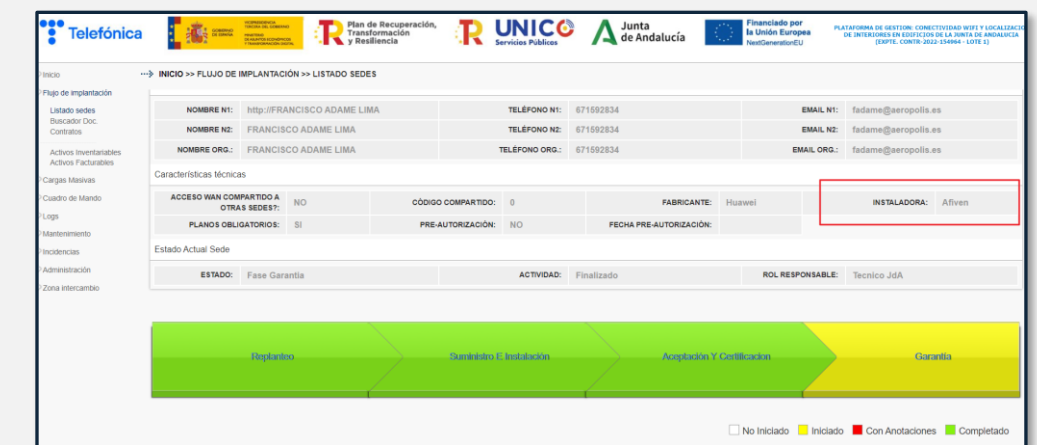 Telefónica
GOBIERNO DE ESPAÑA
Plan de Recuperación, Transformación y Resiliencia
UNICO Servicios Públicos
Junta de Andalucía
Financiado por la Unión Europea NextGenerationEU
PLATAFORMA DE GESTION: CONECTIVIDAD WIFI Y LOCALIZACIO
DE INTERIORES EN EDIFICIOS DE LA JUNTA DE ANDALUCIA
(EXPTE. CONTR-2022-154964 - LOTE 1)
Inicio
Flujo de implantación
Listado sedes
Buscador Doc.
Contratos
Activos Inventariables
Activos Facturables
Cargas Masivas
Cuadro de Mando
Logs
Mantenimiento
Incidencias
Administración
Zona intercambio
INICIO >> FLUJO DE IMPLANTACIÓN >> LISTADO SEDES
NOMBRE N1: http://FRANCISCO ADAME LIMA TELÉFONO N1: 671592834 EMAIL N1: fadame@aeropolis.es
NOMBRE N2: FRANCISCO ADAME LIMA TELÉFONO N2: 671592834 EMAIL N2: fadame@aeropolis.es
NOMBRE ORG.: FRANCISCO ADAME LIMA TELÉFONO ORG.: 671592834 EMAIL ORG.: fadame@aeropolis.es
Características técnicas
ACCESO WAN COMPARTIDO A OTRAS SEDES?: NO CÓDIGO COMPARTIDO: 0 FABRICANTE: Huawei INSTALADORA: Afiven
PLANOS OBLIGATORIOS: SI PRE-AUTORIZACIÓN: NO FECHA PRE-AUTORIZACIÓN:
Estado Actual Sede
ESTADO: Fase Garantia ACTIVIDAD: Finalizado ROL RESPONSABLE: Tecnico JdA
Replanteo Suministro E Instalación Aceptación Y Certificacion Garantía
No Iniciado Iniciado Con Anotaciones Completado